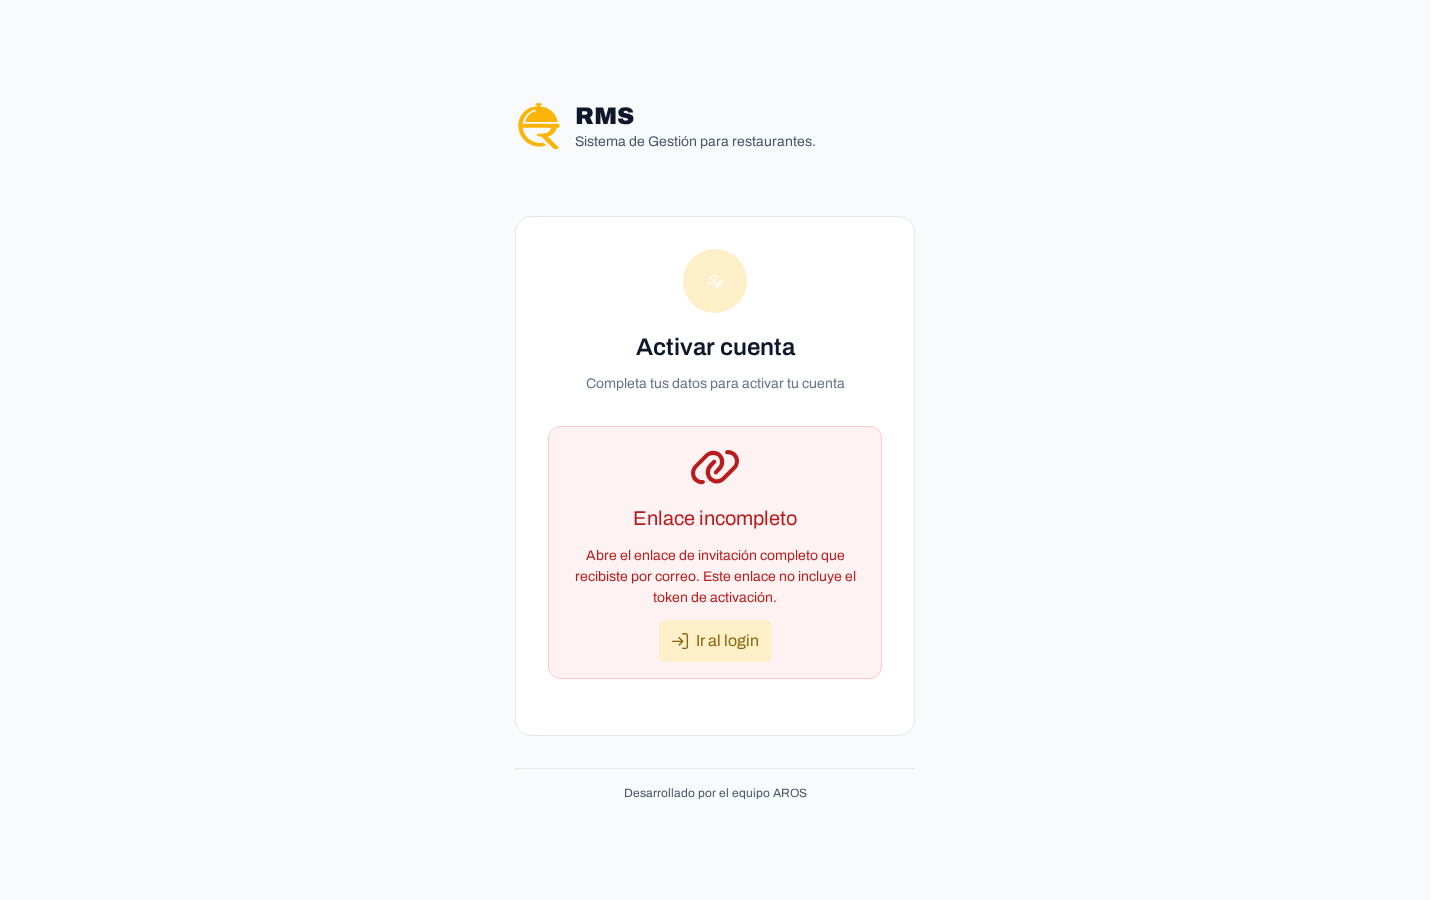 RMS
Sistema de Gestión para restaurantes.
Activar cuenta
Completa tus datos para activar tu cuenta
Enlace incompleto
Abre el enlace de invitación completo que
recibiste por correo. Este enlace no incluye el
token de activación.
Ir al login
Desarrollado por el equipo AROS